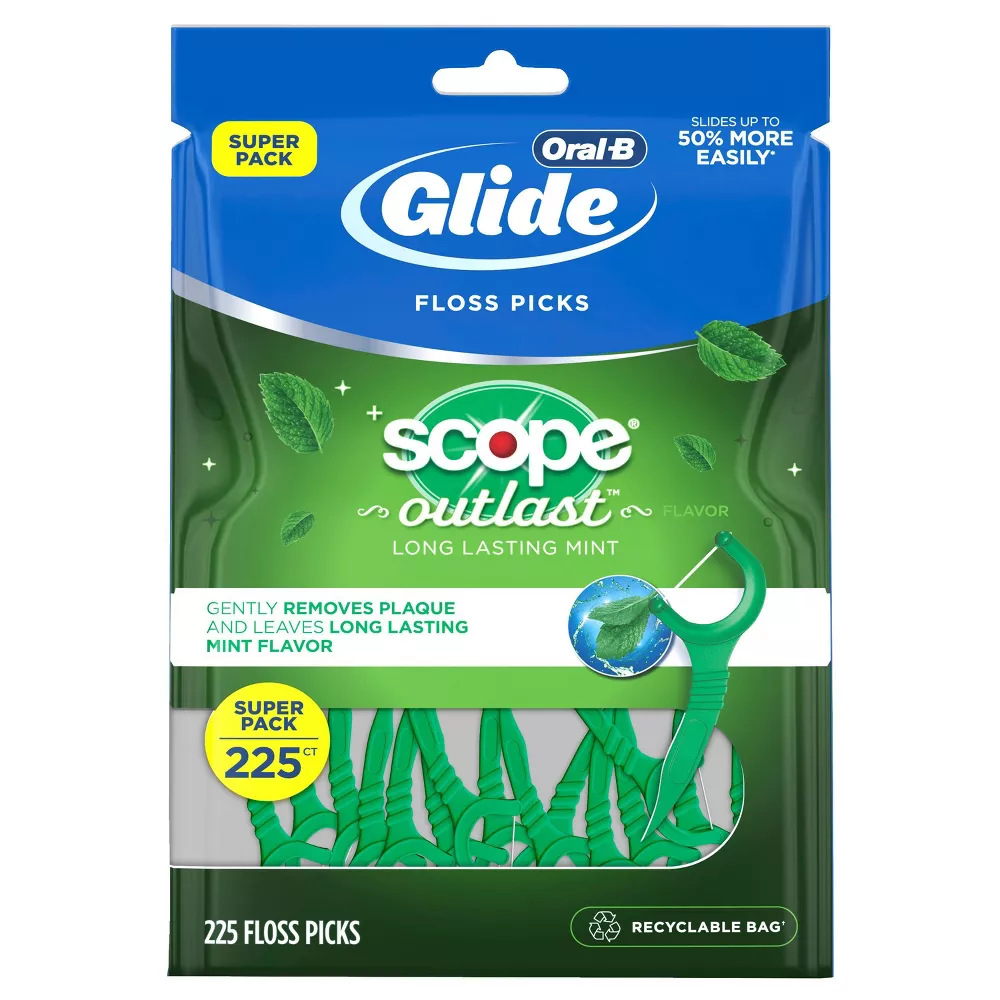 SUPER
PACK
Oral-B
Glide
FLOSS PICKS
SLIDES UP TO
50% MORE
EASILY*
scope®
outlast™
FLAVOR
LONG LASTING MINT
GENTLY REMOVES PLAQUE
AND LEAVES LONG LASTING
MINT FLAVOR
SUPER
PACK
225 CT
225 FLOSS PICKS
RECYCLABLE BAG†